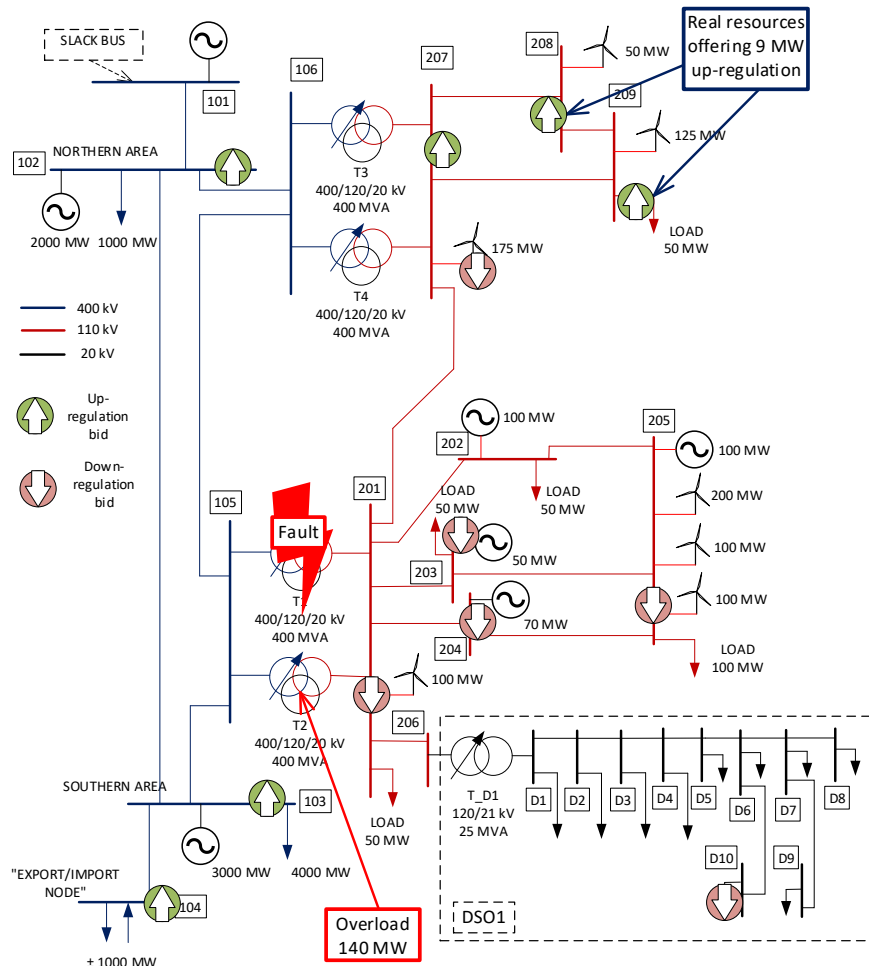 SLACK BUS
101
106
207
208
50 MW
Real resources
offering 9 MW
up-regulation
209
125 MW
NORTHERN AREA
102
2000 MW
1000 MW
T3
400/120/20 kV
400 MVA
LOAD
50 MW
175 MW
T4
400/120/20 kV
400 MVA
400 kV
110 kV
20 kV
Up-
regulation
bid
Down-
regulation
bid
100 MW
202
205
100 MW
LOAD
50 MW
LOAD
50 MW
200 MW
105
201
Fault
100 MW
50 MW
203
100 MW
400/120/20 kV
400 MVA
70 MW
204
LOAD
100 MW
100 MW
T2
400/120/20 kV
400 MVA
206
T_D1
120/21 kV
25 MVA
D1
D2
D3
D4
D5
D6
D7
D8
SOUTHERN AREA
103
LOAD
50 MW
3000 MW
4000 MW
"EXPORT/IMPORT
NODE"
104
± 1000 MW
Overload
140 MW
D10
D9
DSO1